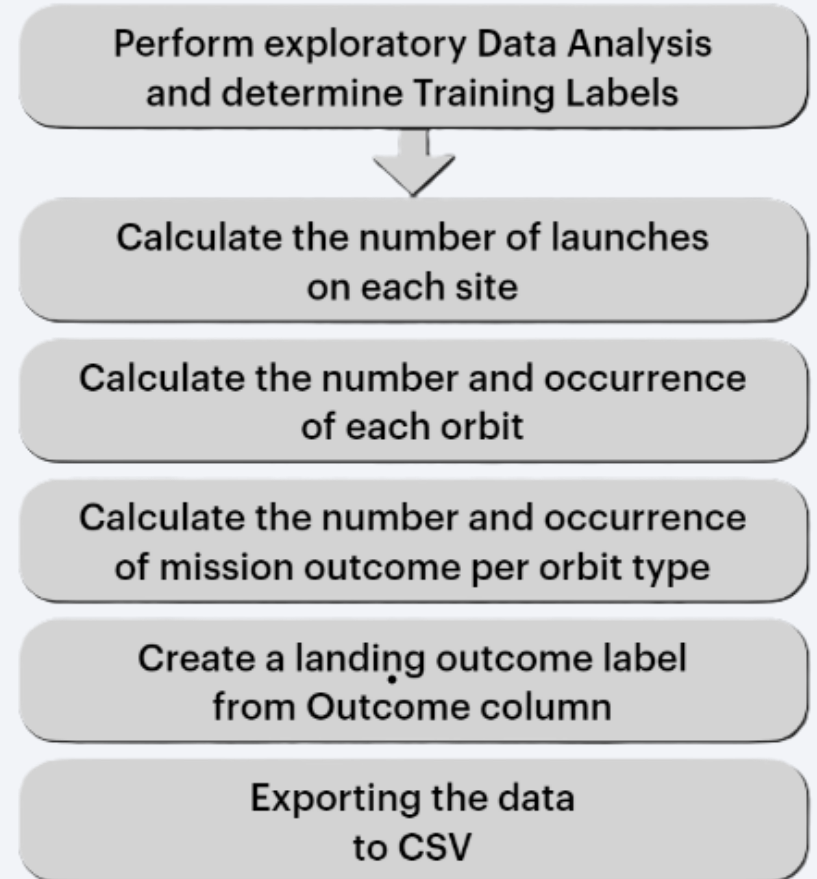 Perform exploratory Data Analysis
and determine Training Labels
Calculate the number of launches
on each site
Calculate the number and occurrence
of each orbit
Calculate the number and occurrence
of mission outcome per orbit type
Create a landing outcome label
from Outcome column
Exporting the data
to CSV